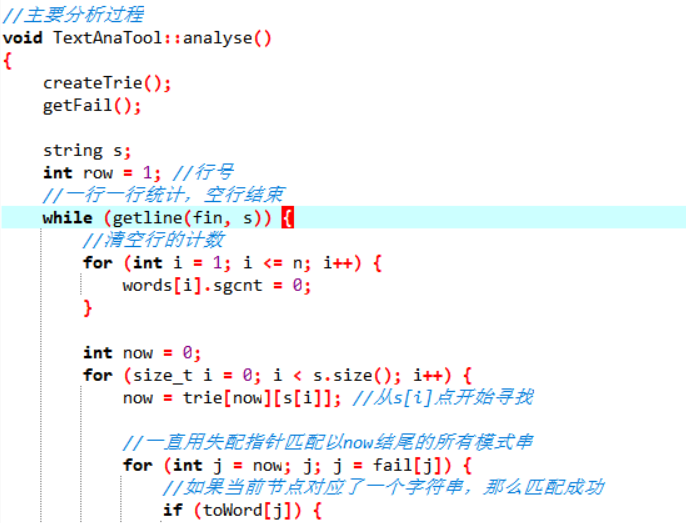 //主要分析过程
void TextAnaTool::analyse()
{
    createTrie();
    getFail();

    string s;
    int row = 1; //行号
    //一行一行统计，空行结束
    while (getline(fin, s)) {
        //清空行的计数
        for (int i = 1; i <= n; i++) {
            words[i].sgcnt = 0;
        }

        int now = 0;
        for (size_t i = 0; i < s.size(); i++) {
            now = trie[now][s[i]]; //从s[i]点开始寻找

            //一直用失配指针匹配以now结尾的所有模式串
            for (int j = now; j; j = fail[j]) {
                //如果当前节点对应了一个字符串，那么匹配成功
                if (toWord[j]) {